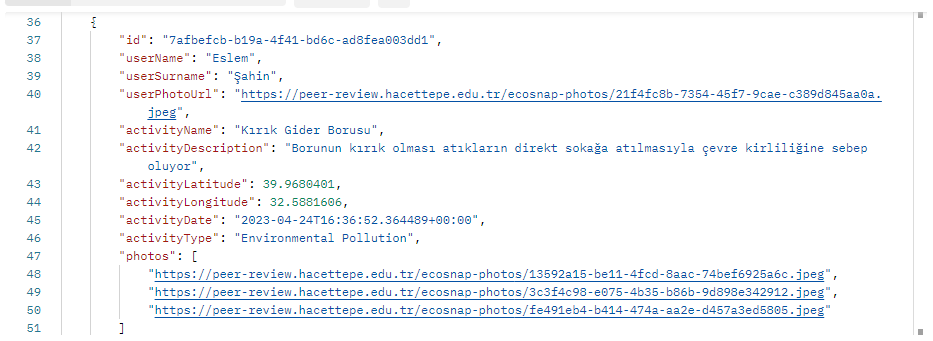 36 {
37 "id": "7afbefcb-b19a-4f41-bd6c-ad8fea003dd1",
38 "userName": "Eslem",
39 "userSurname": "Şahin",
40 "userPhotoUrl": "https://peer-review.hacettepe.edu.tr/ecosnap-photos/21f4fc8b-7354-45f7-9cae-c389d845aa0a.
jpeg",
41 "activityName": "Kırık Gider Borusu",
42 "activityDescription": "Borunun kırık olması atıkların direkt sokağa atılmasıyla çevre kirliliğine sebep
oluyor",
43 "activityLatitude": 39.9680401,
44 "activityLongitude": 32.5881606,
45 "activityDate": "2023-04-24T16:36:52.364489+00:00",
46 "activityType": "Environmental Pollution",
47 "photos": [
48 "https://peer-review.hacettepe.edu.tr/ecosnap-photos/13592a15-be11-4fcd-8aac-74bef6925a6c.jpeg",
49 "https://peer-review.hacettepe.edu.tr/ecosnap-photos/3c3f4c98-e075-4b35-b86b-9d898e342912.jpeg",
50 "https://peer-review.hacettepe.edu.tr/ecosnap-photos/fe491eb4-b414-474a-aa2e-d457a3ed5805.jpeg"
51 ]